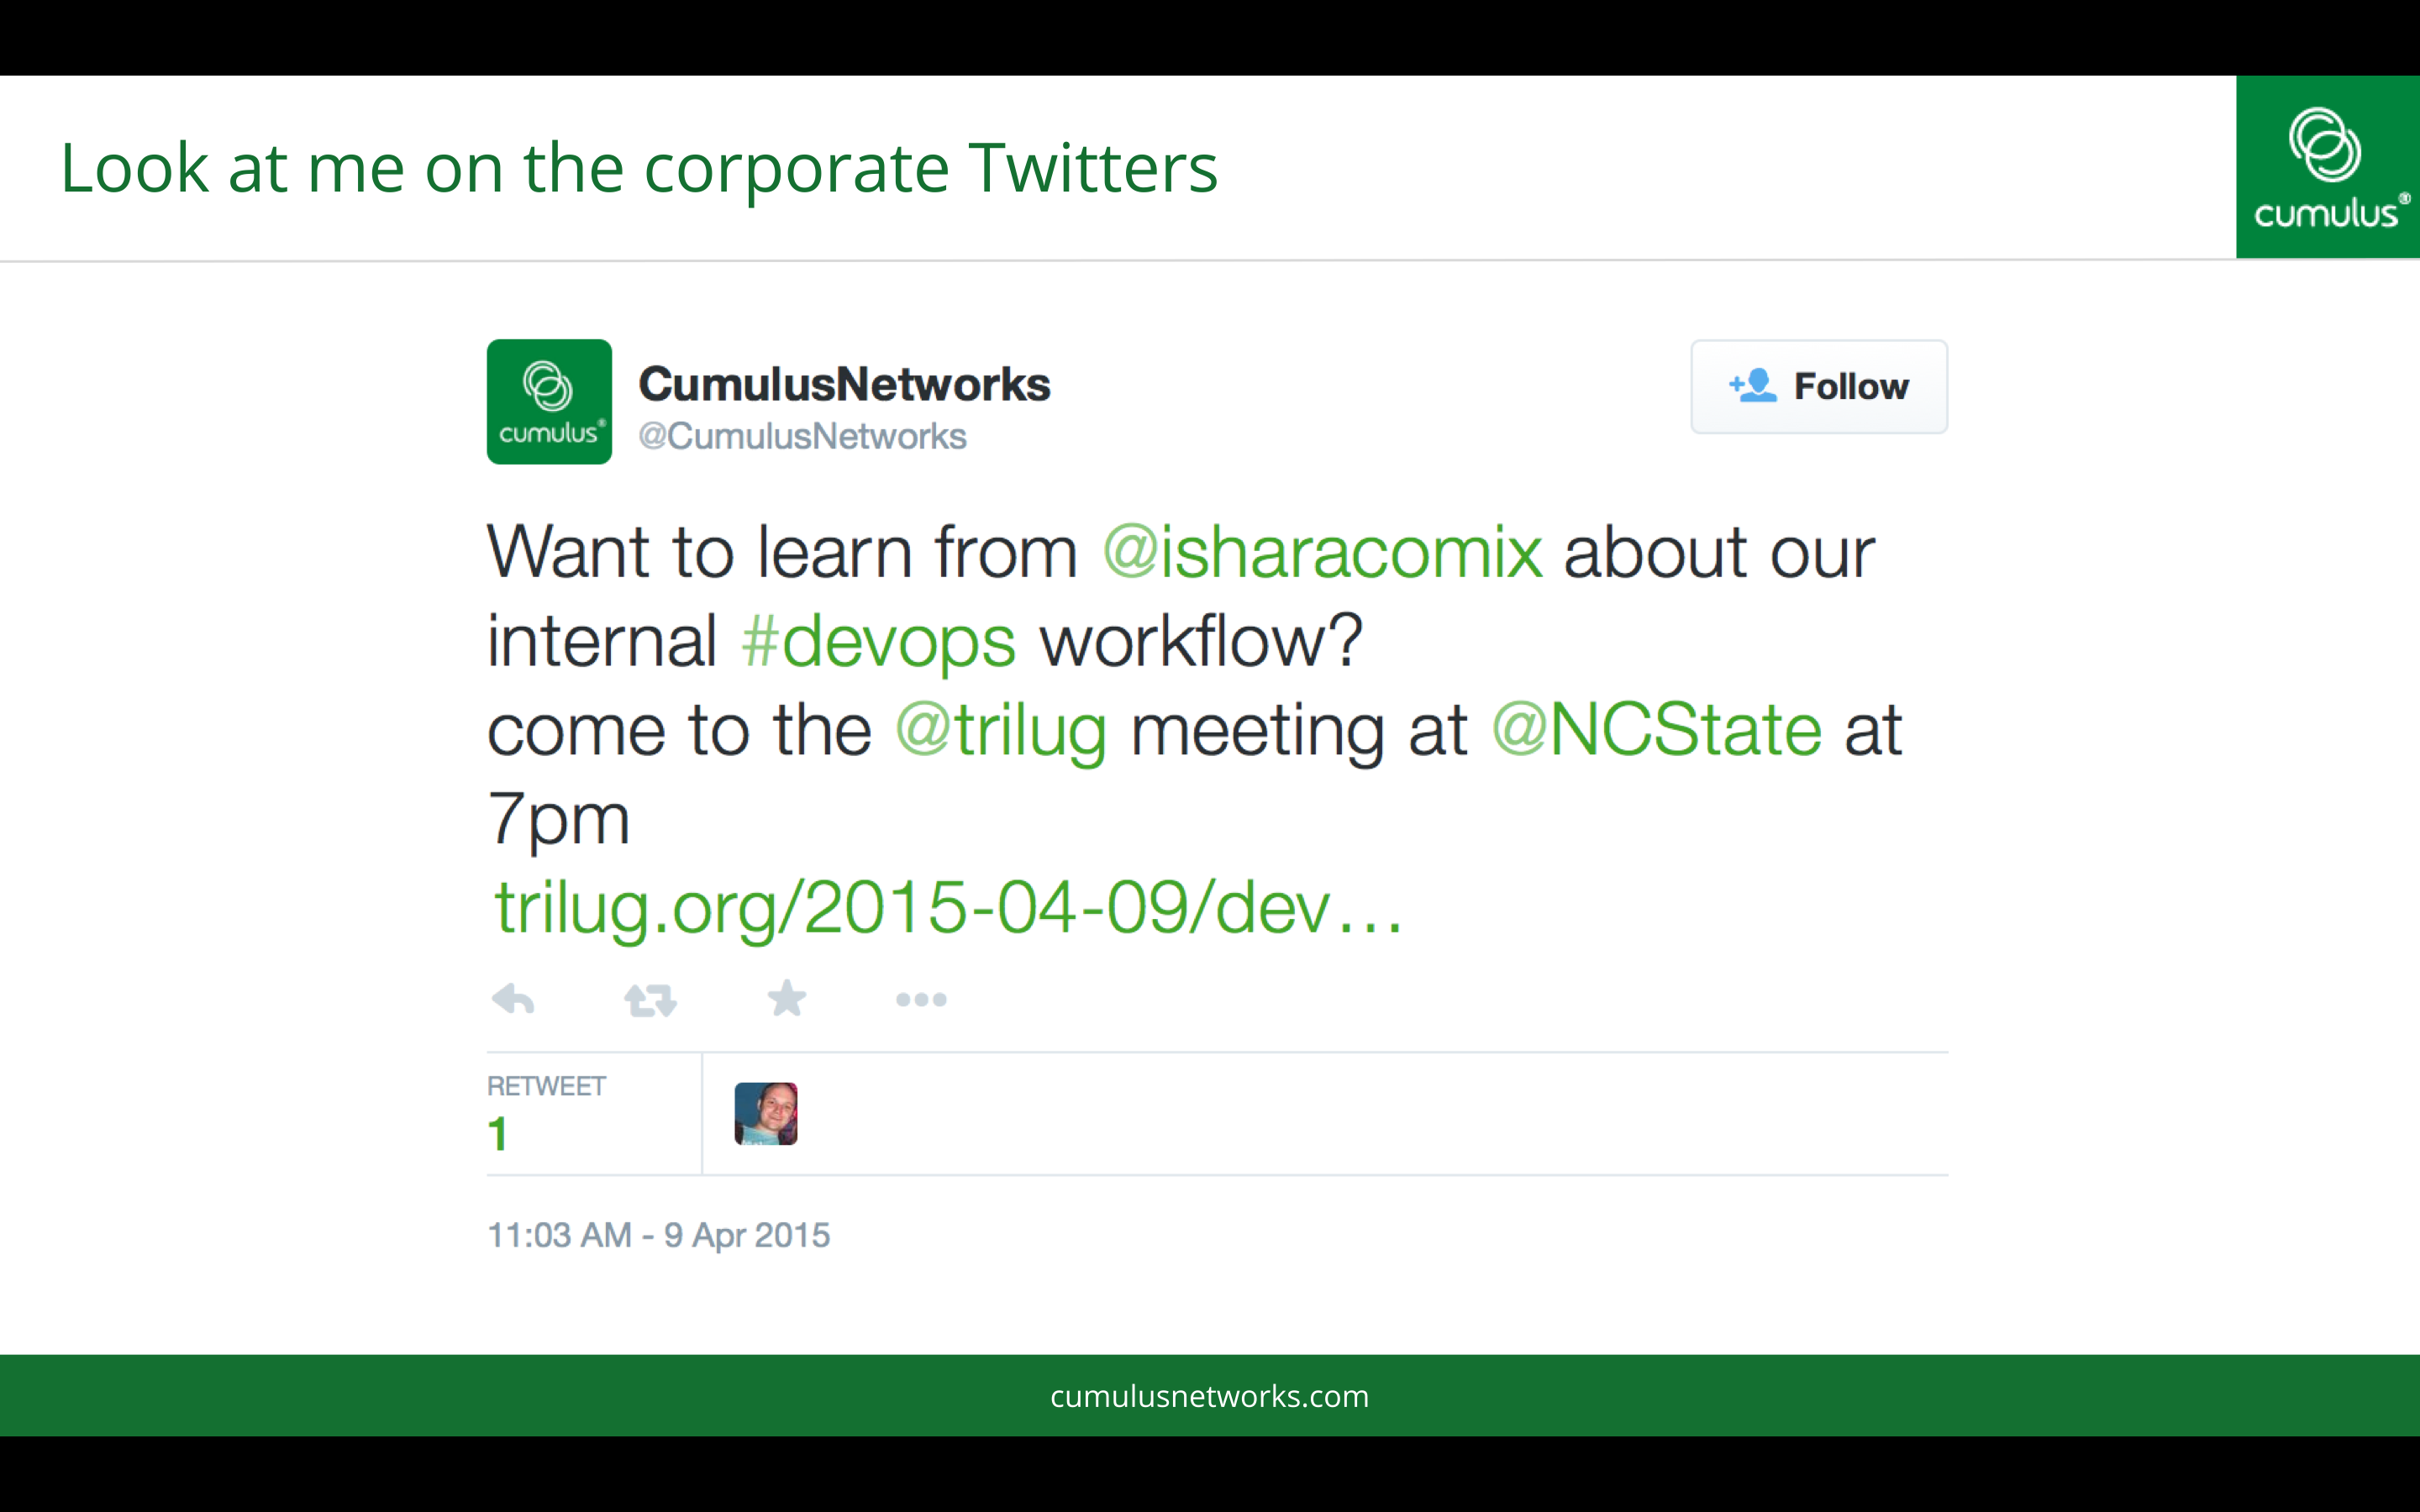 Look at me on the corporate Twitters
cumulus®
cumulus®
CumulusNetworks
@CumulusNetworks
Follow
Want to learn from @isharacomix about our
internal #devops workflow?
come to the @trilug meeting at @NCState at
7pm
trilug.org/2015-04-09/dev…
RETWEET
1
11:03 AM - 9 Apr 2015
cumulusnetworks.com